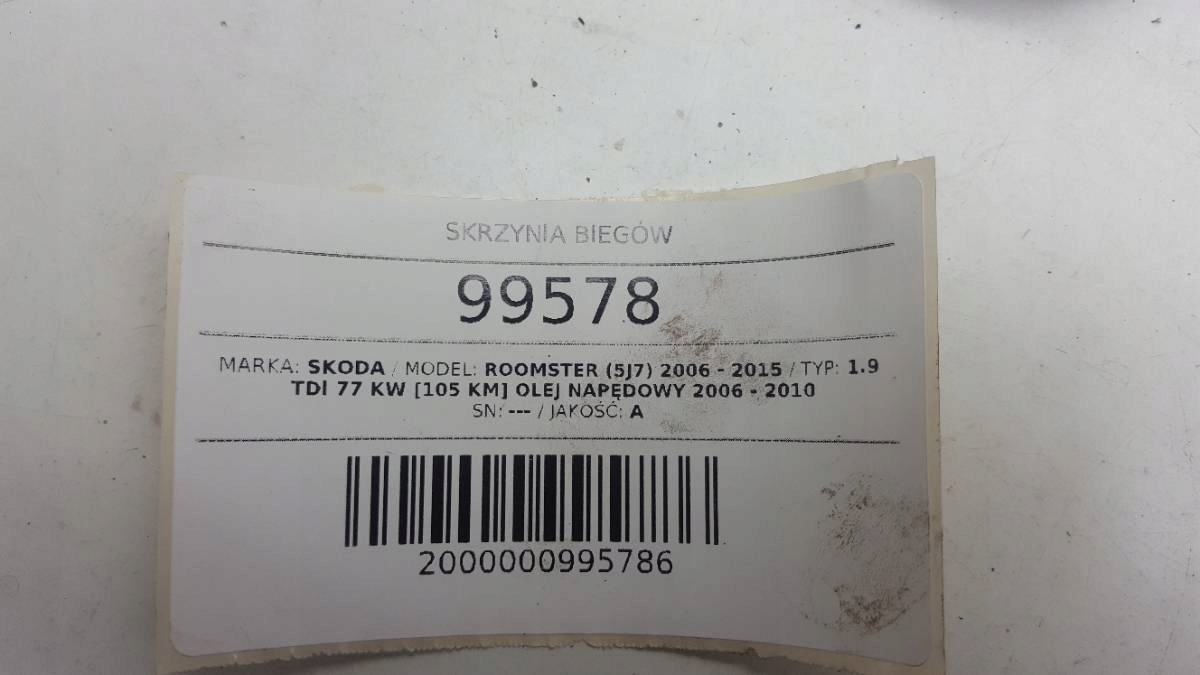 SKRZYNIA BIEGÓW
99578
MARKA: SKODA / MODEL: ROOMSTER (5J7) 2006 - 2015 / TYP: 1.9
TDI 77 KW [105 KM] OLEJ NAPĘDOWY 2006 - 2010
SN: --- / JAKOŚĆ: A
2000000995786